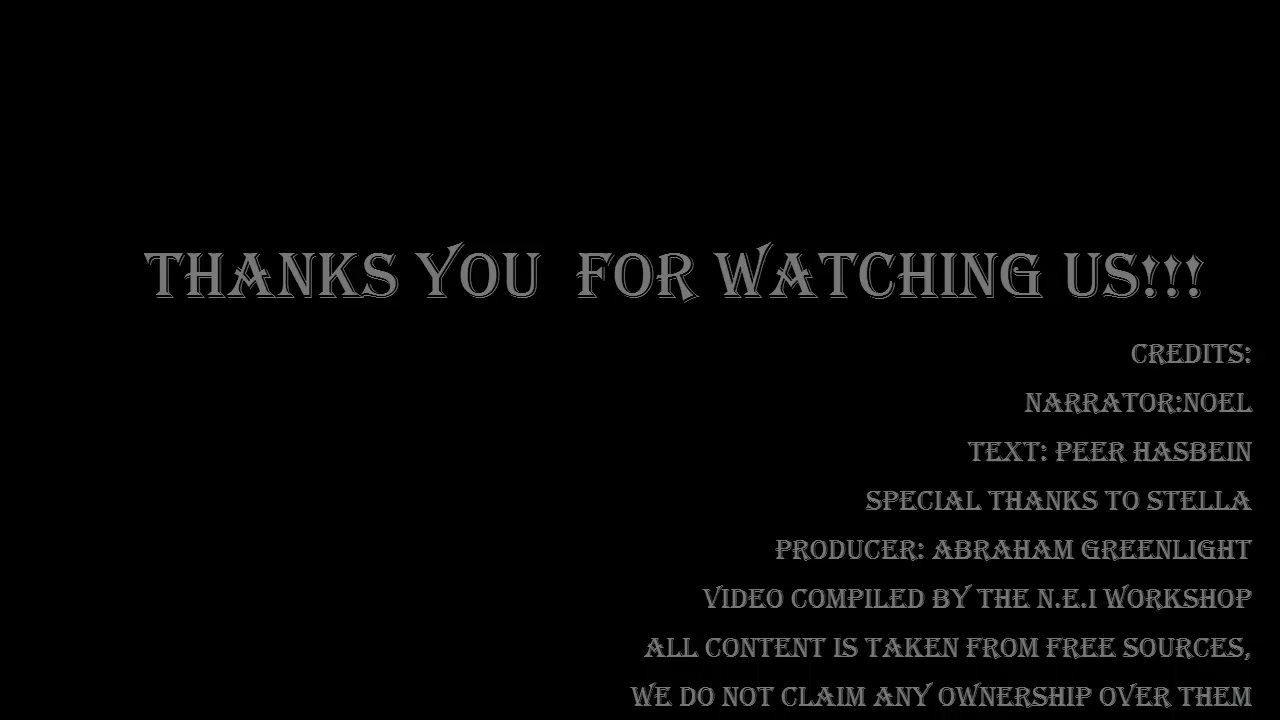 THANKS YOU  FOR WATCHING US!!!
CREDITS:
NARRATOR:NOEL
TEXT: PEER HASBEIN
SPECIAL THANKS TO STELLA
PRODUCER: ABRAHAM GREENLIGHT
VIDEO COMPILED BY THE N.E.I WORKSHOP
ALL CONTENT IS TAKEN FROM FREE SOURCES,
WE DO NOT CLAIM ANY OWNERSHIP OVER THEM